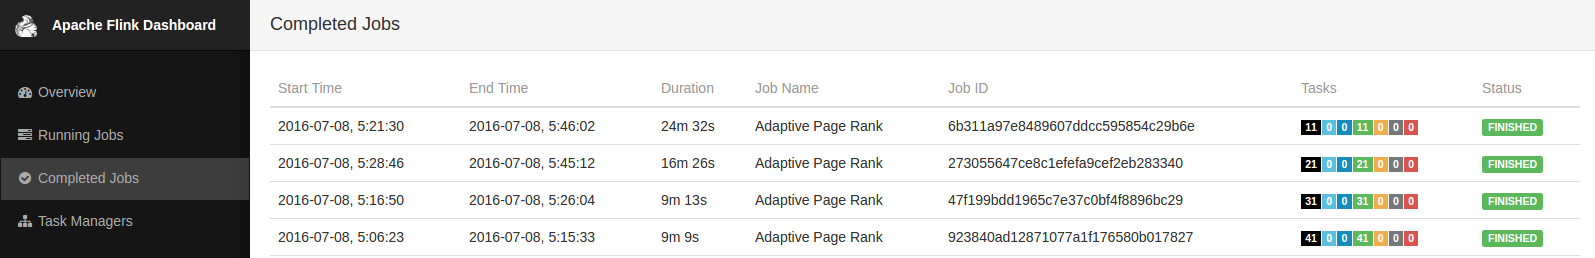 Apache Flink Dashboard
Completed Jobs
Overview
Running Jobs
Completed Jobs
Task Managers
Start Time End Time Duration Job Name Job ID Tasks Status
2016-07-08, 5:21:30 2016-07-08, 5:46:02 24m 32s Adaptive Page Rank 6b311a97e8489607ddcc595854c29b6e 11 0 0 11 0 0 0 FINISHED
2016-07-08, 5:28:46 2016-07-08, 5:45:12 16m 26s Adaptive Page Rank 273055647ce8c1efefa9cef2eb283340 21 0 0 21 0 0 0 FINISHED
2016-07-08, 5:16:50 2016-07-08, 5:26:04 9m 13s Adaptive Page Rank 47f199bdd1965c7e37c0bf4f8896bc29 31 0 0 31 0 0 0 FINISHED
2016-07-08, 5:06:23 2016-07-08, 5:15:33 9m 9s Adaptive Page Rank 923840ad12871077a1f176580b017827 41 0 0 41 0 0 0 FINISHED